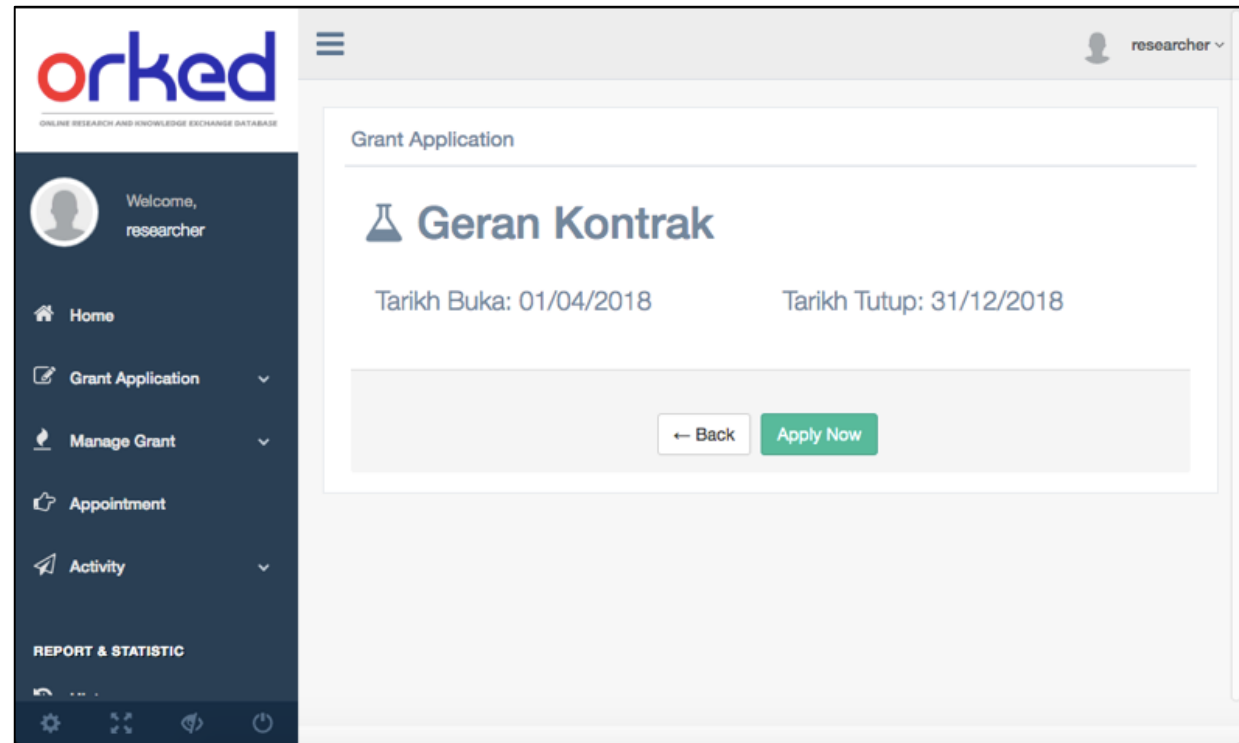 orked
ONLINE RESEARCH AND KNOWLEDGE EXCHANGE DATABASE
researcher
Welcome,
researcher
Home
Grant Application
Manage Grant
Appointment
Activity
REPORT & STATISTIC
Grant Application
Geran Kontrak
Tarikh Buka: 01/04/2018 Tarikh Tutup: 31/12/2018
← Back Apply Now